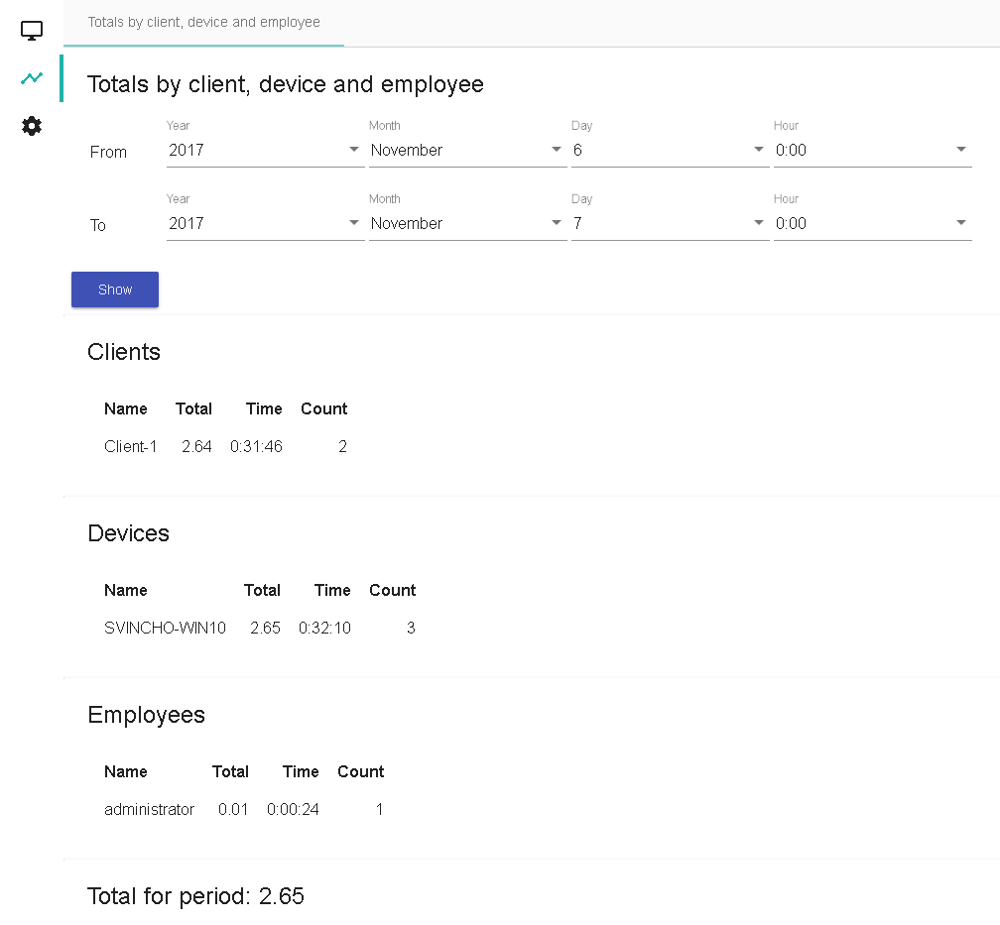 Totals by client, device and employee
Totals by client, device and employee
Year Month Day Hour
From 2017 November 6 0:00
Year Month Day Hour
To 2017 November 7 0:00
Show
Clients
Name Total Time Count
Client-1 2.64 0:31:46 2
Devices
Name Total Time Count
SVINCHO-WIN10 2.65 0:32:10 3
Employees
Name Total Time Count
administrator 0.01 0:00:24 1
Total for period: 2.65